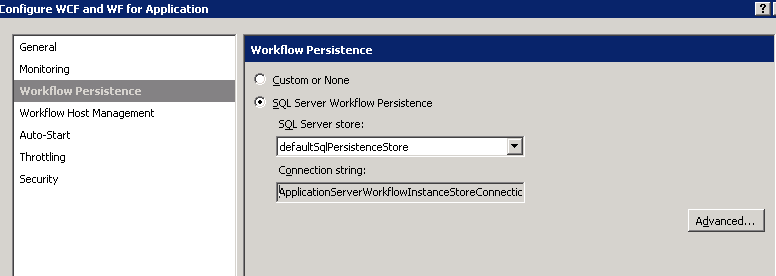 Configure WCF and WF for Application
General
Monitoring
Workflow Persistence
Workflow Host Management
Auto-Start
Throttling
Security
Workflow Persistence
Custom or None
SQL Server Workflow Persistence
SQL Server store:
defaultSqlPersistenceStore
Connection string:
ApplicationServerWorkflowInstanceStoreConnectic
Advanced...